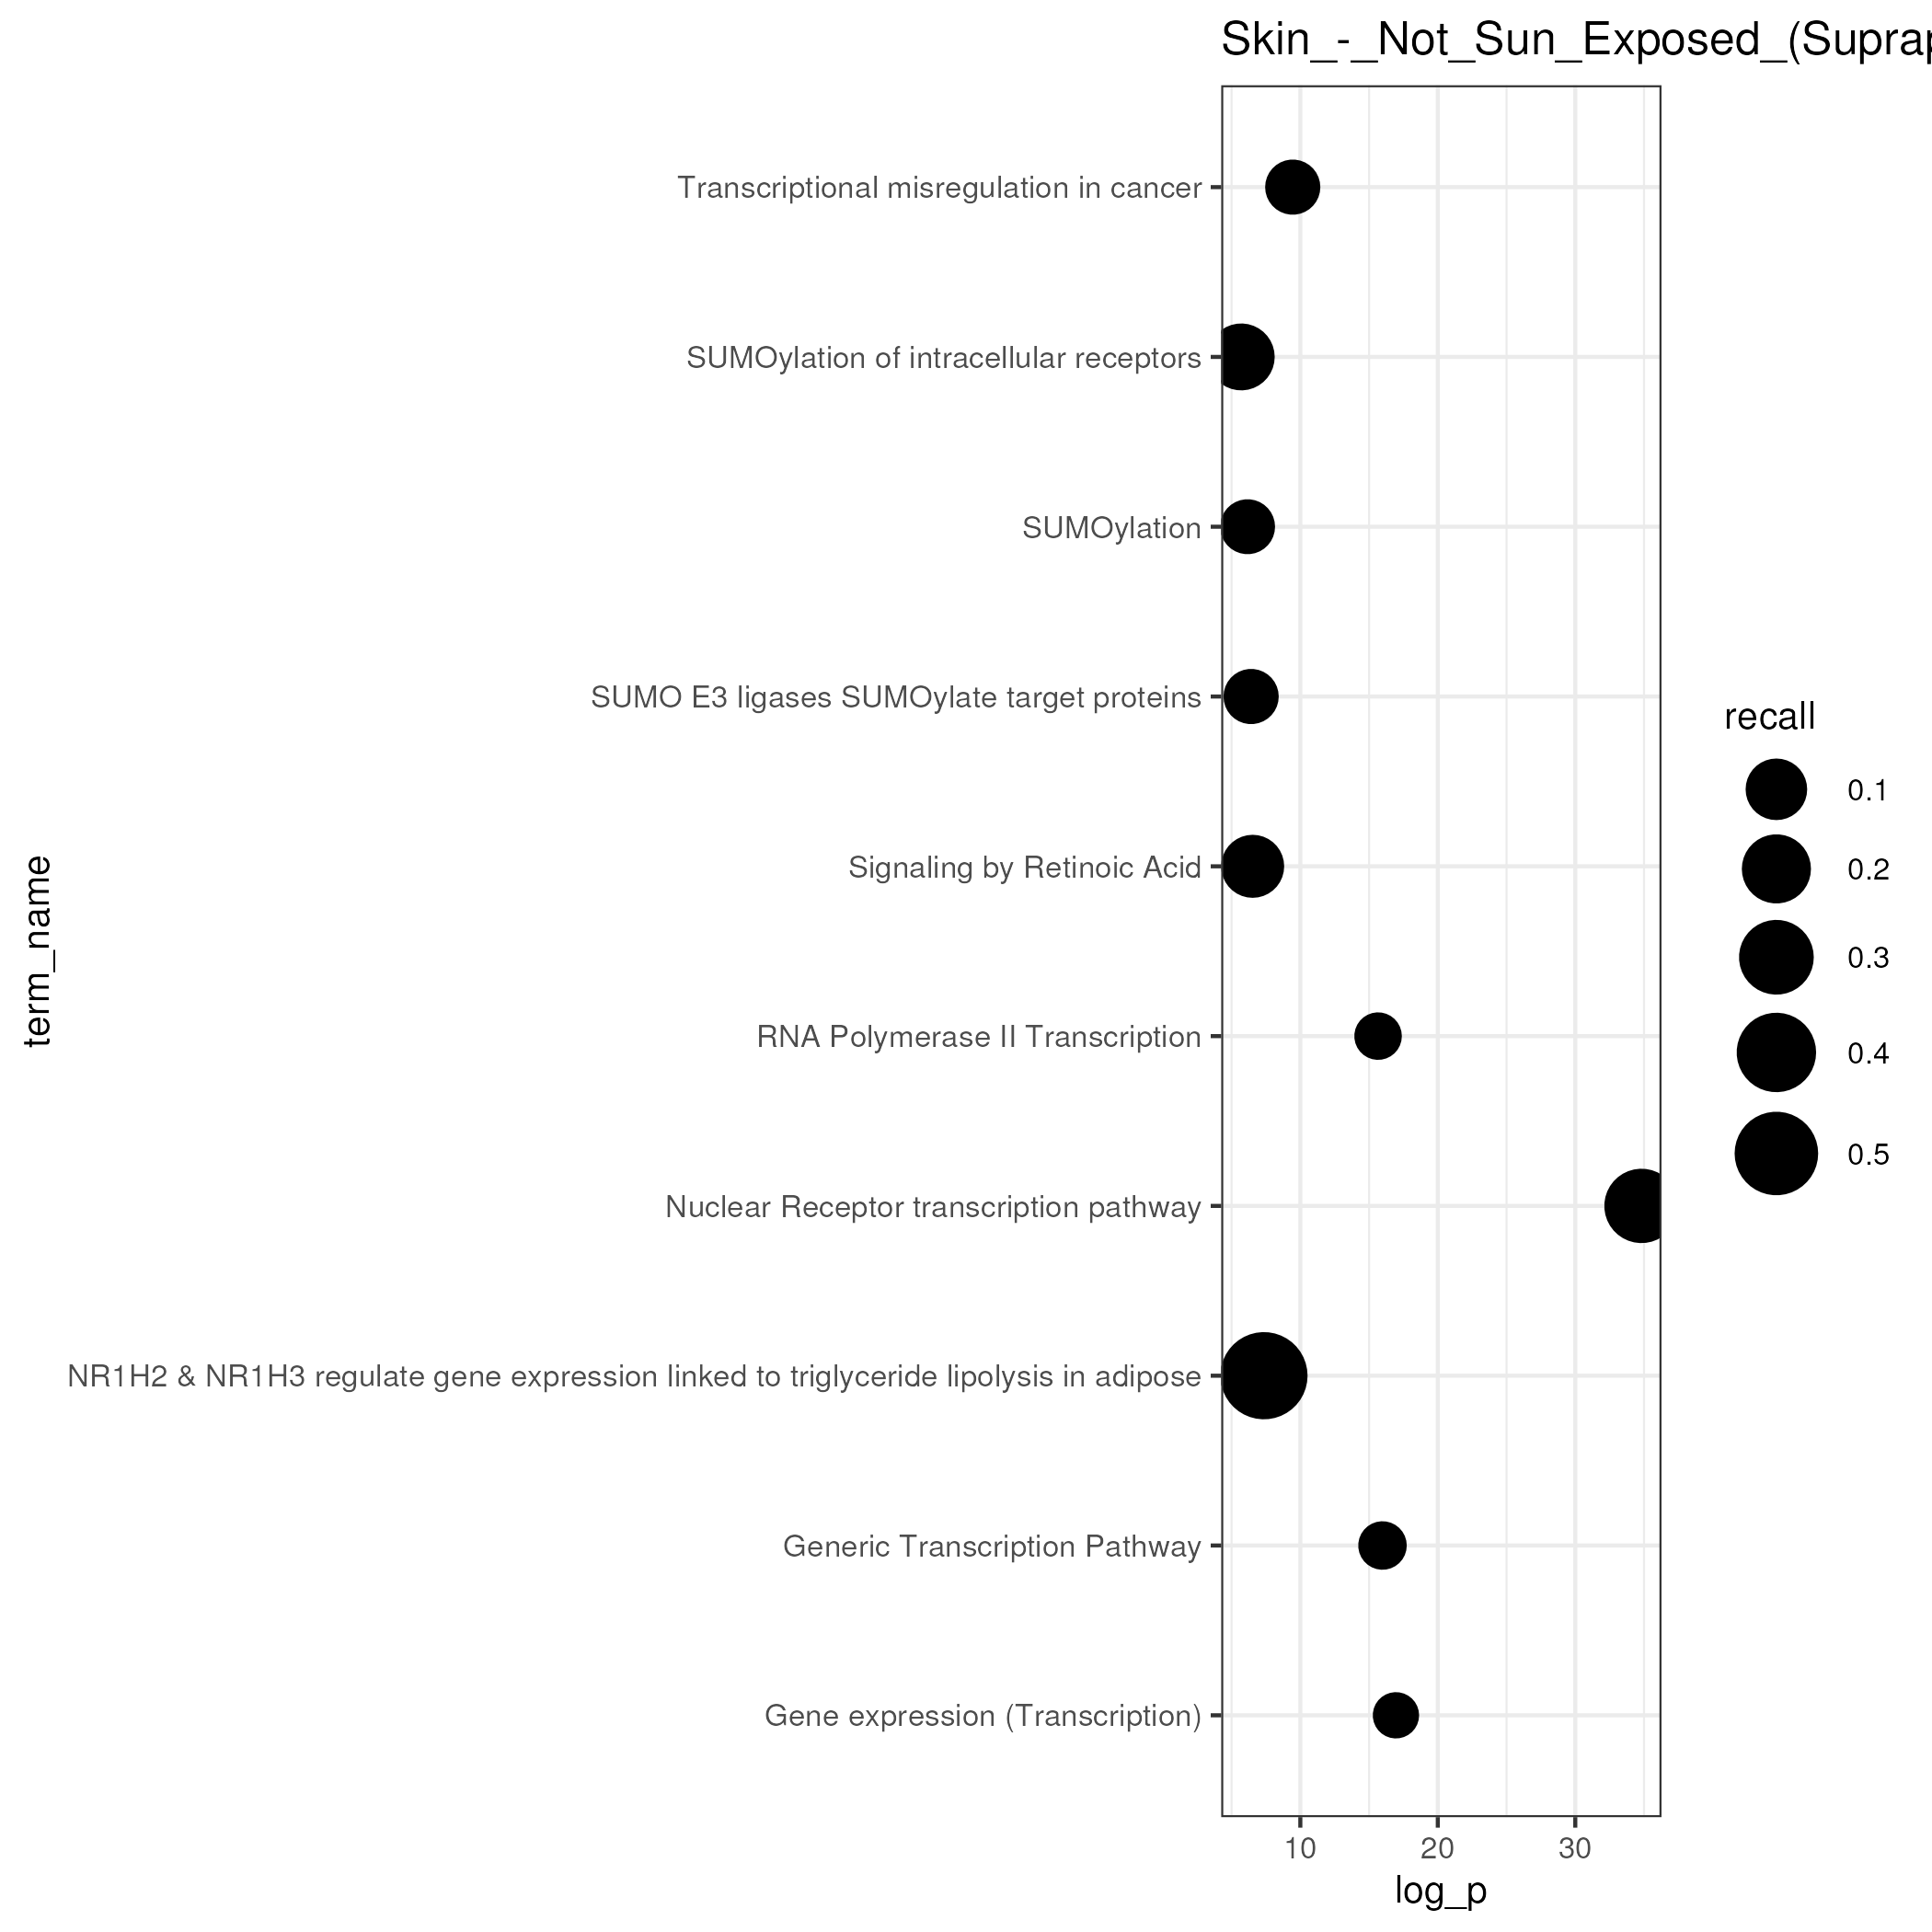 Skin_-_Not_Sun_Exposed_(Suprap
Transcriptional misregulation in cancer
SUMOylation of intracellular receptors
SUMOylation
SUMO E3 ligases SUMOylate target proteins
Signaling by Retinoic Acid
RNA Polymerase II Transcription
Nuclear Receptor transcription pathway
NR1H2 & NR1H3 regulate gene expression linked to triglyceride lipolysis in adipose
Generic Transcription Pathway
Gene expression (Transcription)
term_name
10 20 30
log_p
recall
0.1
0.2
0.3
0.4
0.5